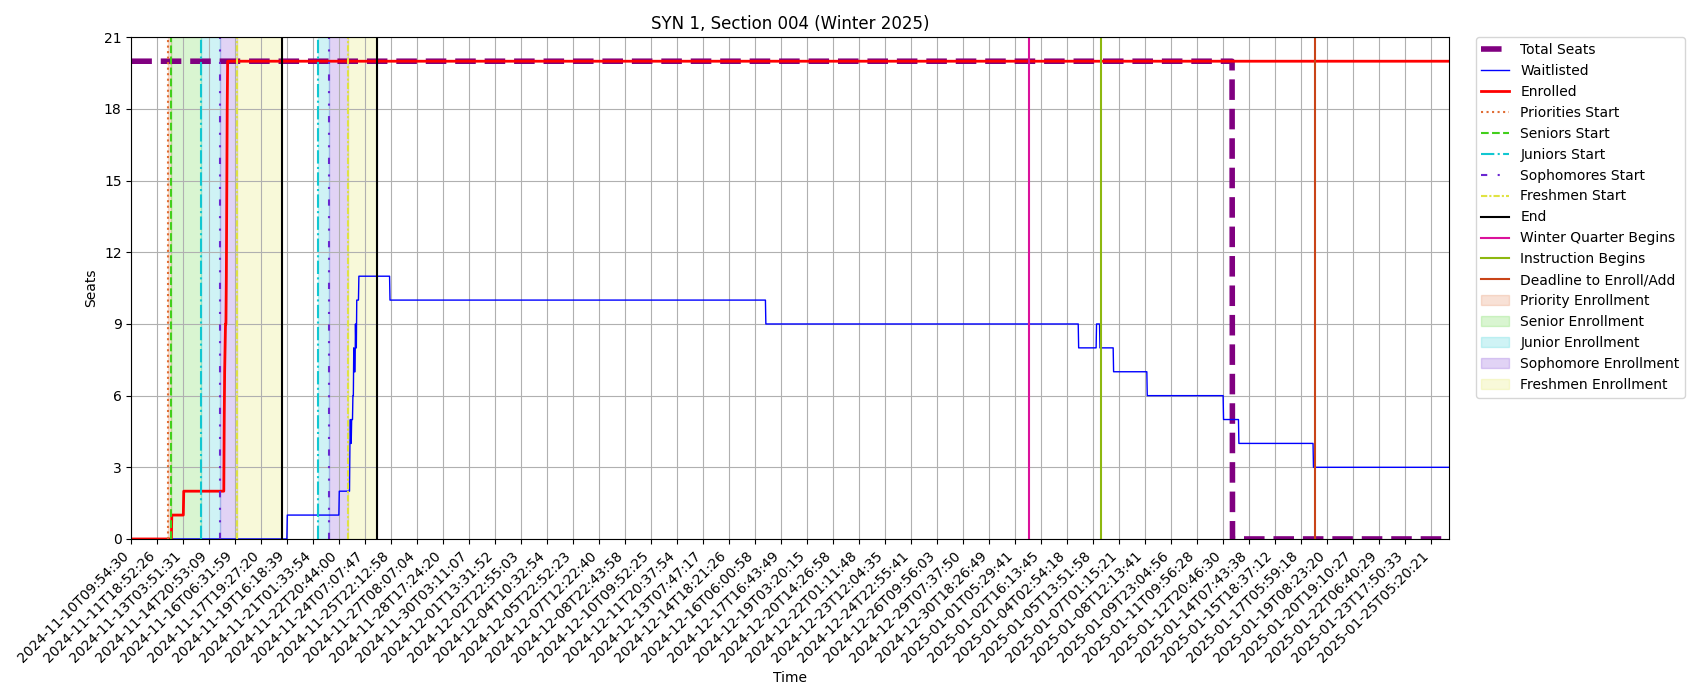 SYN 1, Section 004 (Winter 2025)
Seats
21
18
15
12
9
6
3
0
2024-11-10T09:54:30
2024-11-11T18:52:26
2024-11-13T03:51:31
2024-11-14T20:53:09
2024-11-16T06:31:59
2024-11-17T19:27:20
2024-11-19T16:18:39
2024-11-21T01:33:54
2024-11-22T20:44:00
2024-11-24T07:07:47
2024-11-25T22:12:58
2024-11-27T08:07:04
2024-11-28T17:24:20
2024-11-30T03:11:07
2024-12-01T13:31:52
2024-12-02T22:55:03
2024-12-04T10:32:54
2024-12-05T22:52:23
2024-12-07T12:22:40
2024-12-08T22:43:58
2024-12-10T09:52:25
2024-12-11T20:37:54
2024-12-13T07:47:17
2024-12-14T18:21:26
2024-12-16T06:00:58
2024-12-17T16:43:49
2024-12-19T03:20:15
2024-12-20T14:26:58
2024-12-22T01:11:48
2024-12-23T12:04:35
2024-12-24T22:55:41
2024-12-26T09:56:03
2024-12-29T07:37:50
2024-12-30T18:26:49
2025-01-01T05:29:41
2025-01-02T16:13:45
2025-01-04T02:54:18
2025-01-05T13:51:58
2025-01-07T01:15:21
2025-01-08T12:13:41
2025-01-09T23:04:56
2025-01-11T09:56:28
2025-01-12T20:46:30
2025-01-14T07:43:38
2025-01-15T18:37:12
2025-01-17T05:59:18
2025-01-19T08:23:20
2025-01-20T19:10:27
2025-01-22T06:40:29
2025-01-23T17:50:33
2025-01-25T05:20:21
Time
Total Seats
Waitlisted
Enrolled
Priorities Start
Seniors Start
Juniors Start
Sophomores Start
Freshmen Start
End
Winter Quarter Begins
Instruction Begins
Deadline to Enroll/Add
Priority Enrollment
Senior Enrollment
Junior Enrollment
Sophomore Enrollment
Freshmen Enrollment